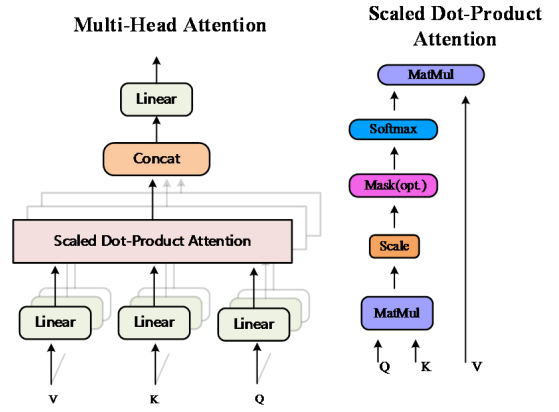 Multi-Head Attention
Linear
Concat
Scaled Dot-Product Attention
Linear
Linear
Linear
V
K
Q
Scaled Dot-Product
Attention
MatMul
Softmax
Mask(opt.)
Scale
MatMul
Q
K
V